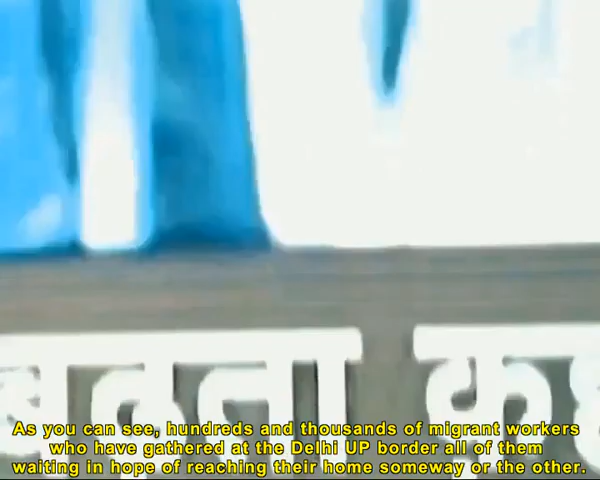 As you can see, hundreds and thousands of migrant workers
who have gathered at the Delhi UP border all of them
waiting in hope of reaching their home someway or the other.